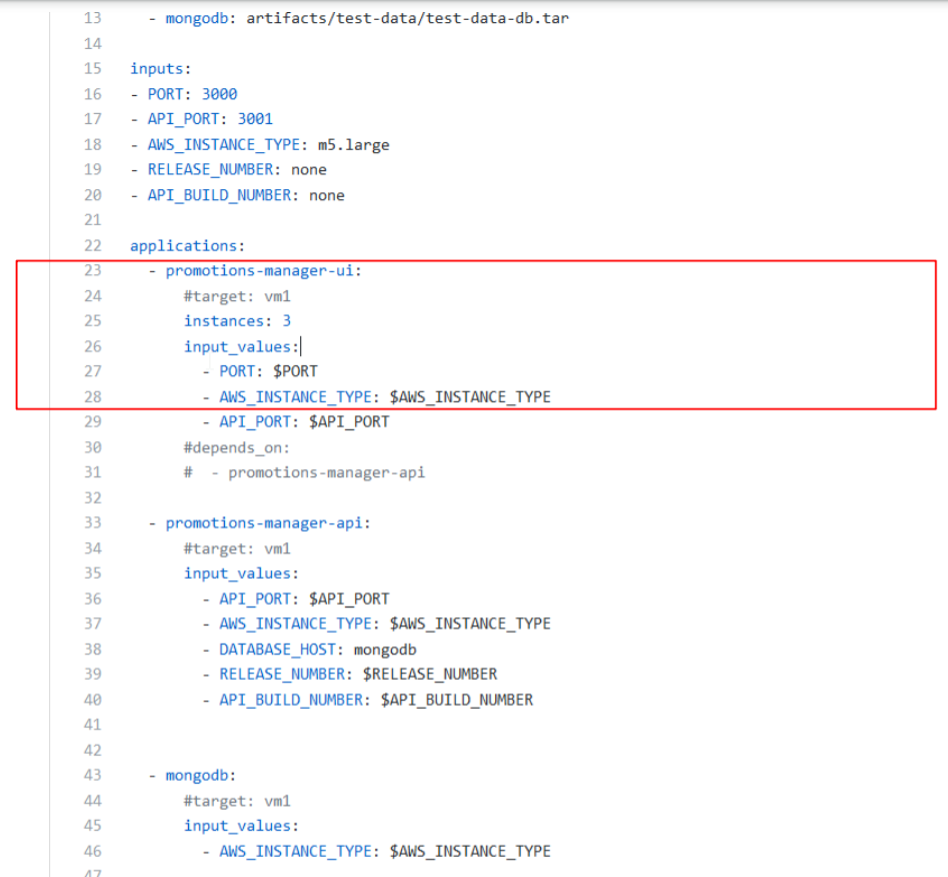 13 - mongodb: artifacts/test-data/test-data-db.tar
14
15 inputs:
16 - PORT: 3000
17 - API_PORT: 3001
18 - AWS_INSTANCE_TYPE: m5.large
19 - RELEASE_NUMBER: none
20 - API_BUILD_NUMBER: none
21
22 applications:
23 - promotions-manager-ui:
24 #target: vm1
25 instances: 3
26 input_values:
27 - PORT: $PORT
28 - AWS_INSTANCE_TYPE: $AWS_INSTANCE_TYPE
29 - API_PORT: $API_PORT
30 #depends_on:
31 # - promotions-manager-api
32
33 - promotions-manager-api:
34 #target: vm1
35 input_values:
36 - API_PORT: $API_PORT
37 - AWS_INSTANCE_TYPE: $AWS_INSTANCE_TYPE
38 - DATABASE_HOST: mongodb
39 - RELEASE_NUMBER: $RELEASE_NUMBER
40 - API_BUILD_NUMBER: $API_BUILD_NUMBER
41
42
43 - mongodb:
44 #target: vm1
45 input_values:
46 - AWS_INSTANCE_TYPE: $AWS_INSTANCE_TYPE
47